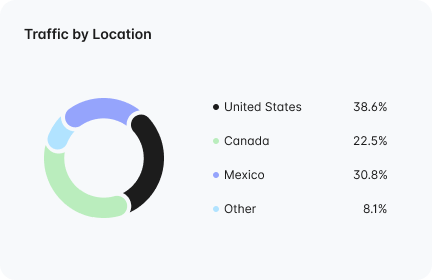 Traffic by Location
United States 38.6%
Canada 22.5%
Mexico 30.8%
Other 8.1%